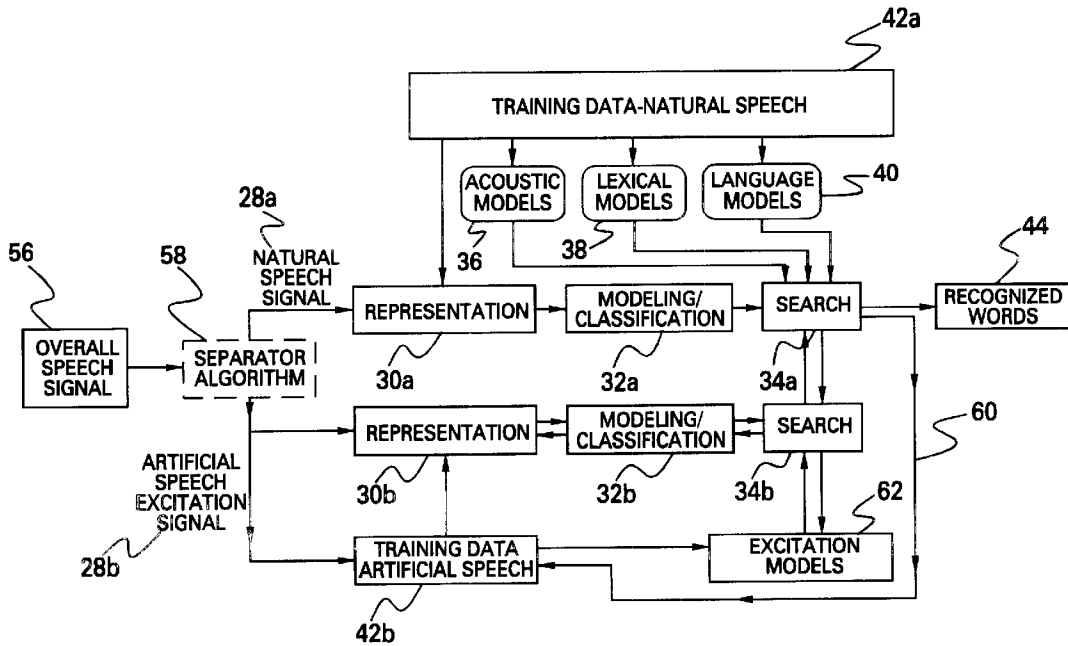 42a
TRAINING DATA-NATURAL SPEECH
ACOUSTIC
MODELS
LEXICAL
MODELS
LANGUAGE
MODELS
40
36
38
28a
NATURAL
SPEECH
SIGNAL
56
58
44
OVERALL
SPEECH
SIGNAL
SEPARATOR
ALGORITHM
REPRESENTATION
MODELING/
CLASSIFICATION
SEARCH
RECOGNIZED
WORDS
30a
32a
34a
REPRESENTATION
MODELING/
CLASSIFICATION
SEARCH
60
30b
32b
34b
ARTIFICIAL
SPEECH
EXCITATION
SIGNAL
28b
62
TRAINING DATA
ARTIFICIAL SPEECH
EXCITATION
MODELS
42b